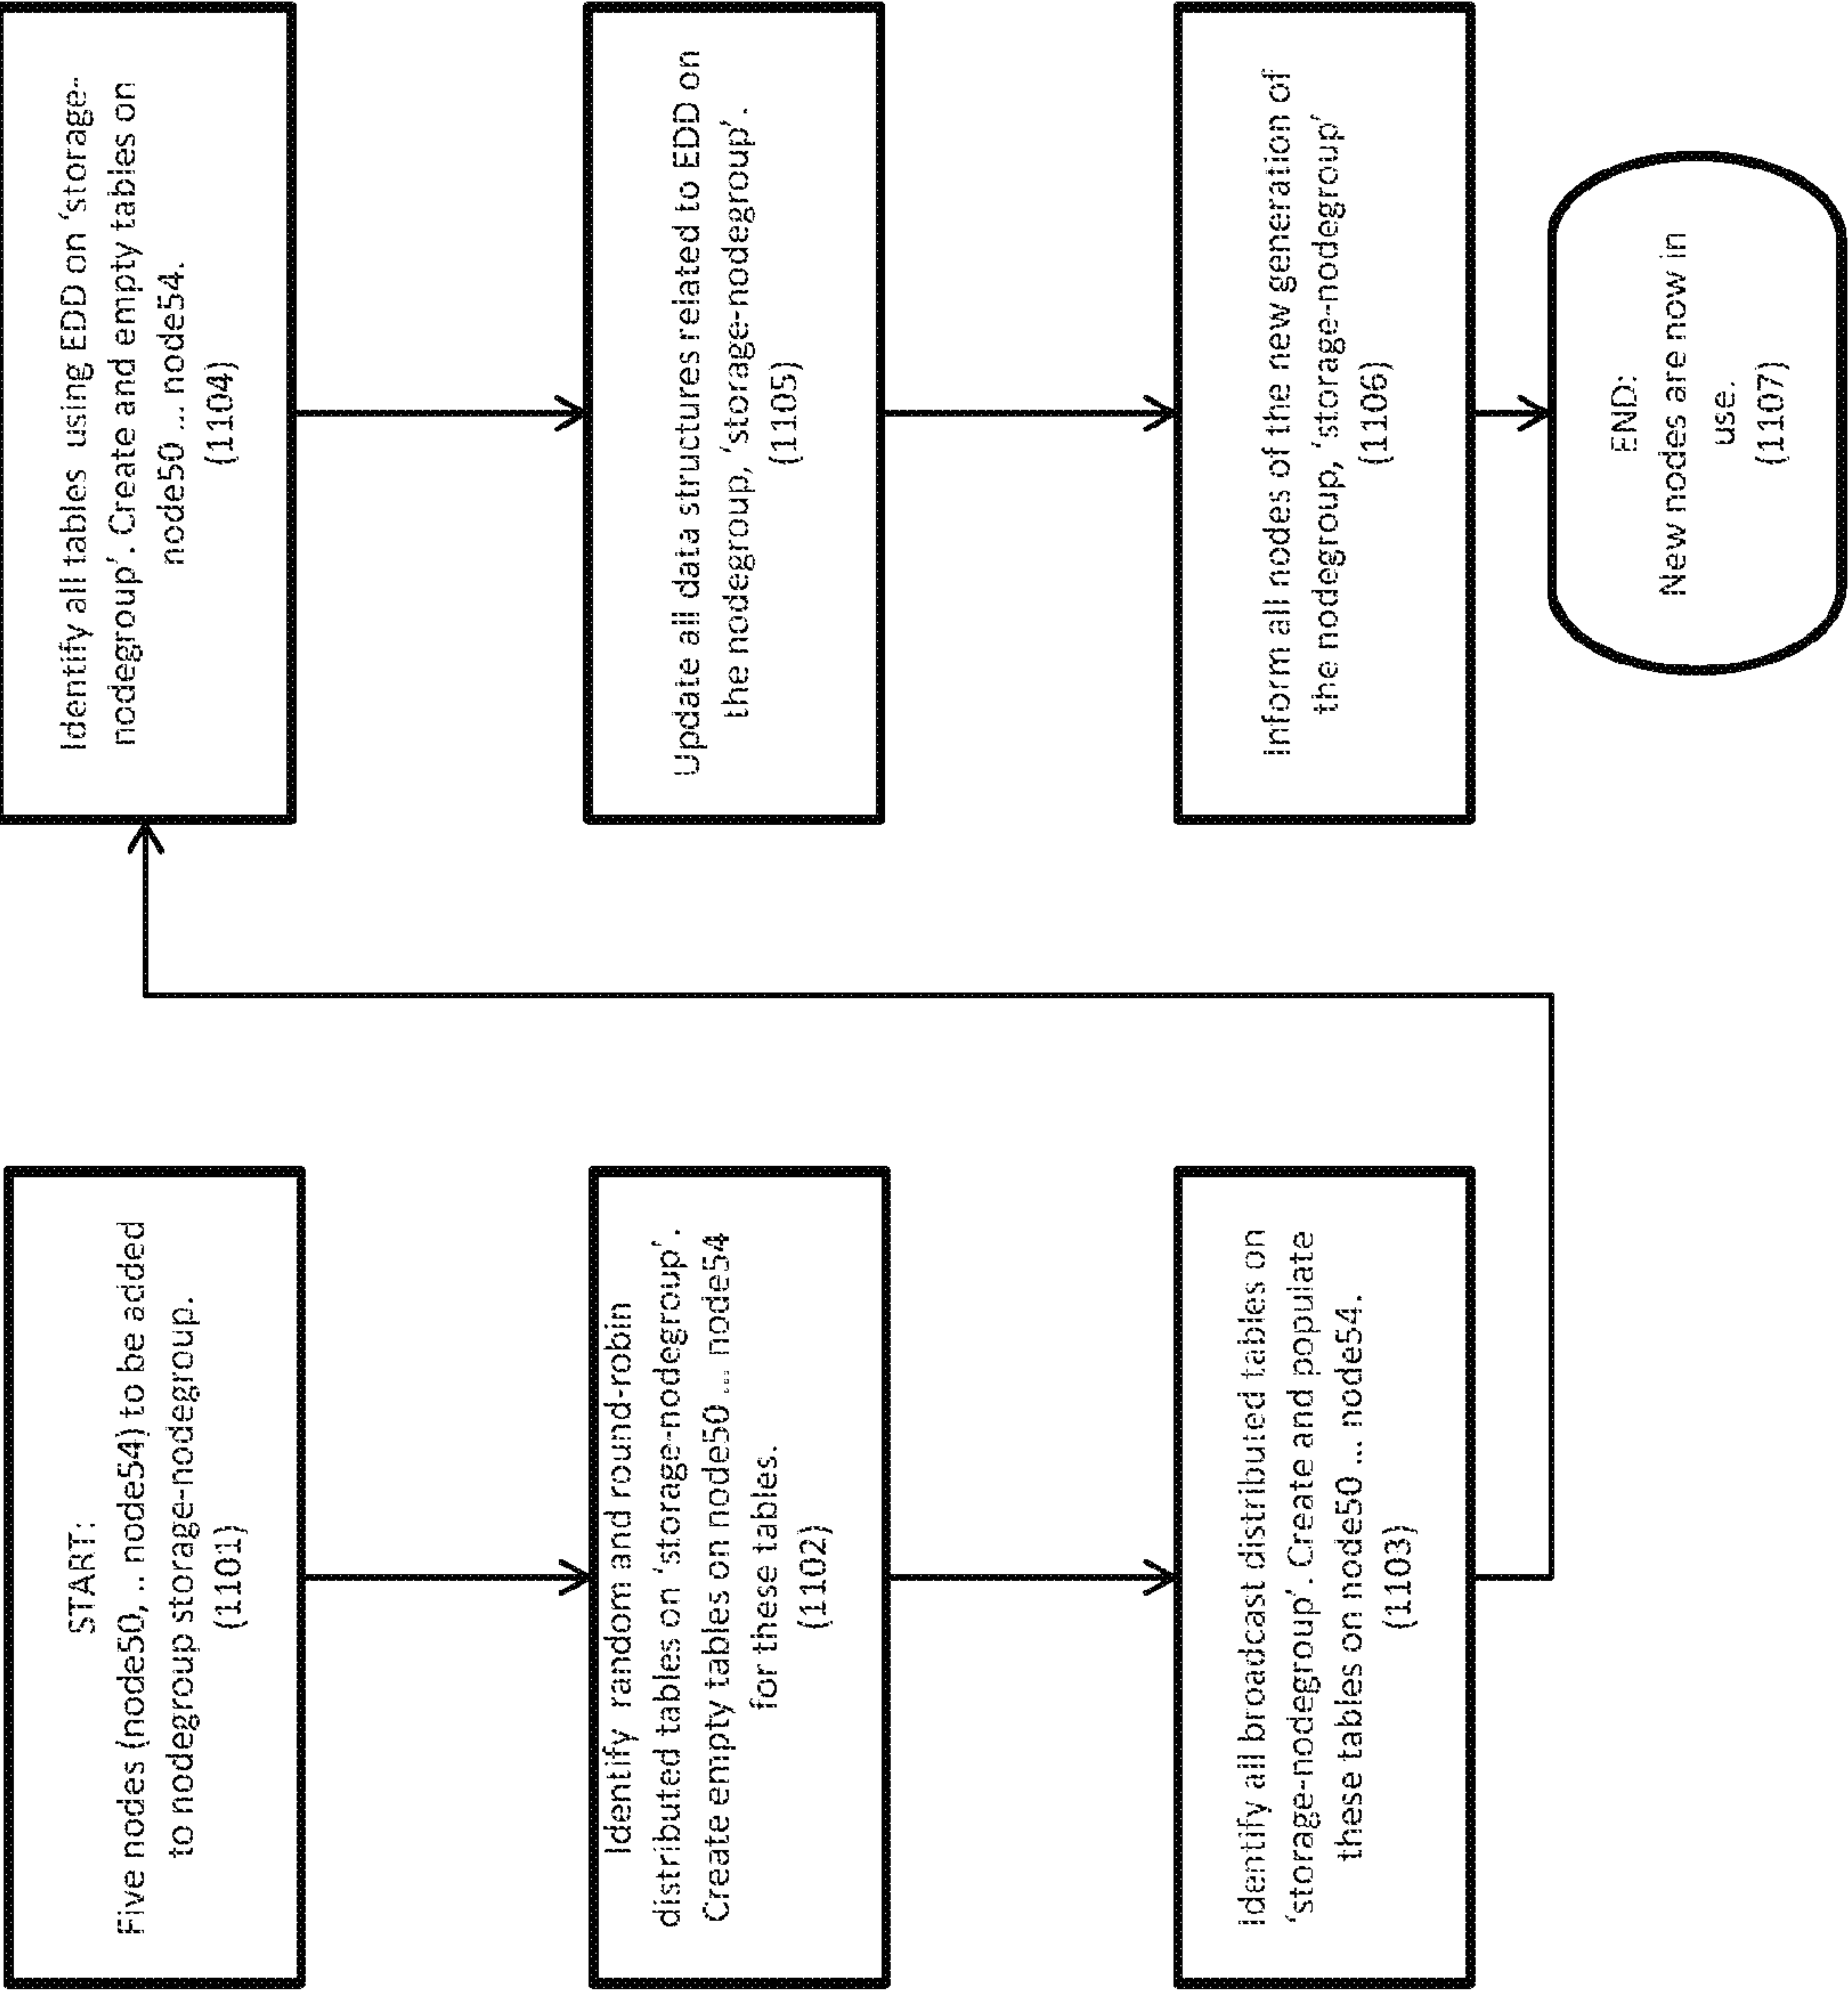 START:
Five nodes (node50, .. node54) to be added
to nodegroup storage-nodegroup.
(1101)
Identify random and round-robin
distributed tables on ‘storage-nodegroup’.
Create empty tables on node50 ... node54
for these tables.
(1102)
Identify all broadcast distributed tables on
‘storage-nodegroup’. Create and populate
these tables on node50 ... node54.
(1103)
Identify all tables using EDD on ‘storage-
nodegroup’. Create and empty tables on
node50 ... node54.
(1104)
Update all data structures related to EDD on
the nodegroup, ‘storage-nodegroup’.
(1105)
Inform all nodes of the new generation of
the nodegroup, ‘storage-nodegroup’
(1106)
END:
New nodes are now in
use.
(1107)